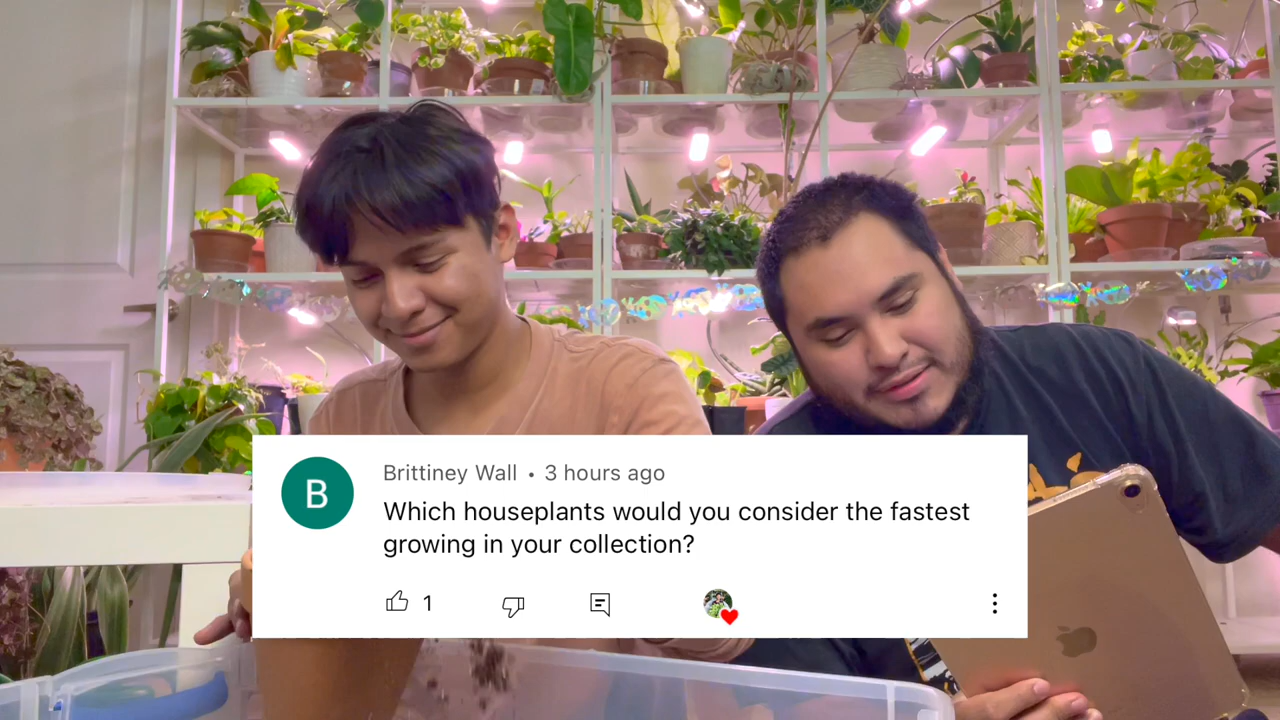 B
Brittiney Wall • 3 hours ago
Which houseplants would you consider the fastest
growing in your collection?
1